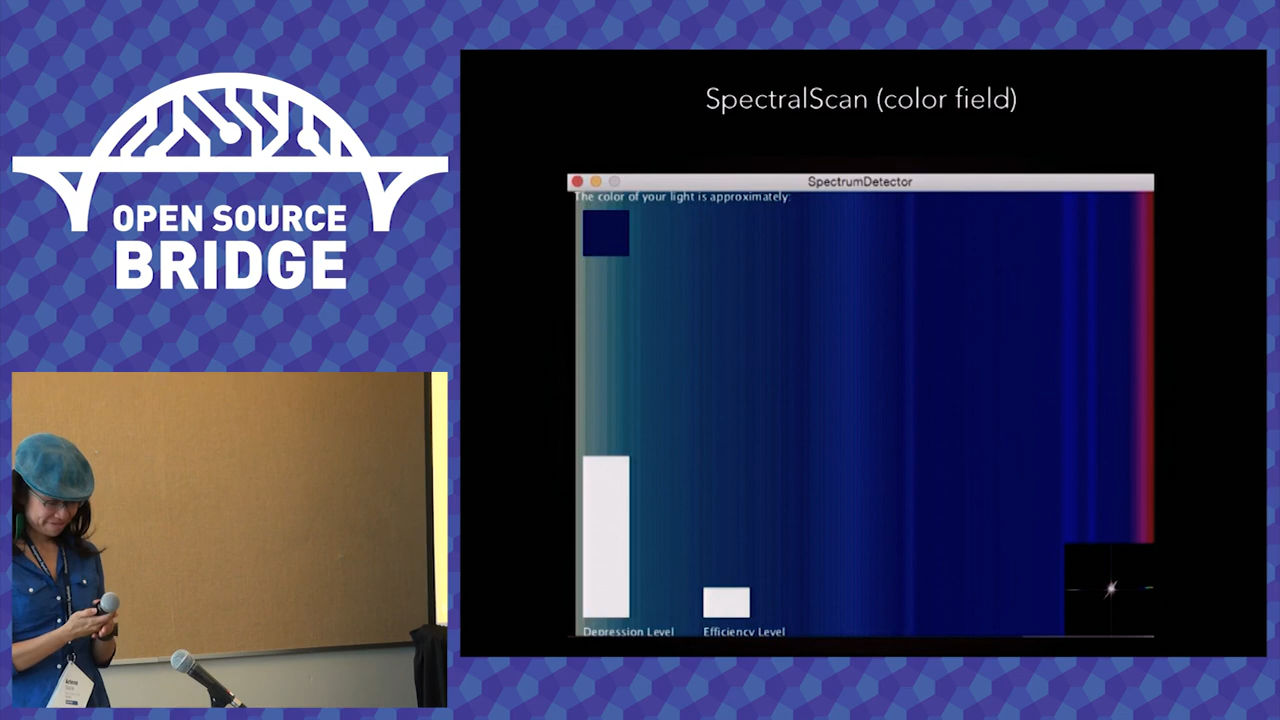 OPEN SOURCE
BRIDGE
SpectralScan (color field)
SpectrumDetector
The color of your light is approximately:
Depression Level
Efficiency Level